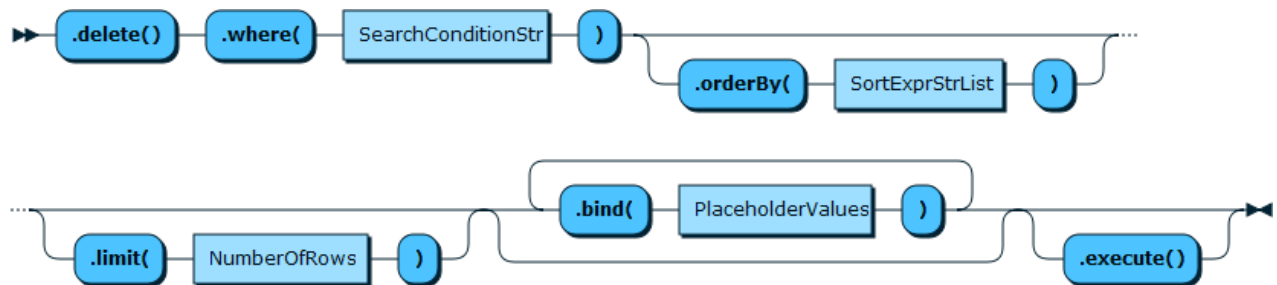 .delete() .where( SearchConditionStr )
.orderBy( SortExprStrList )
.bind( PlaceholderValues )
.limit( NumberOfRows ) .execute()